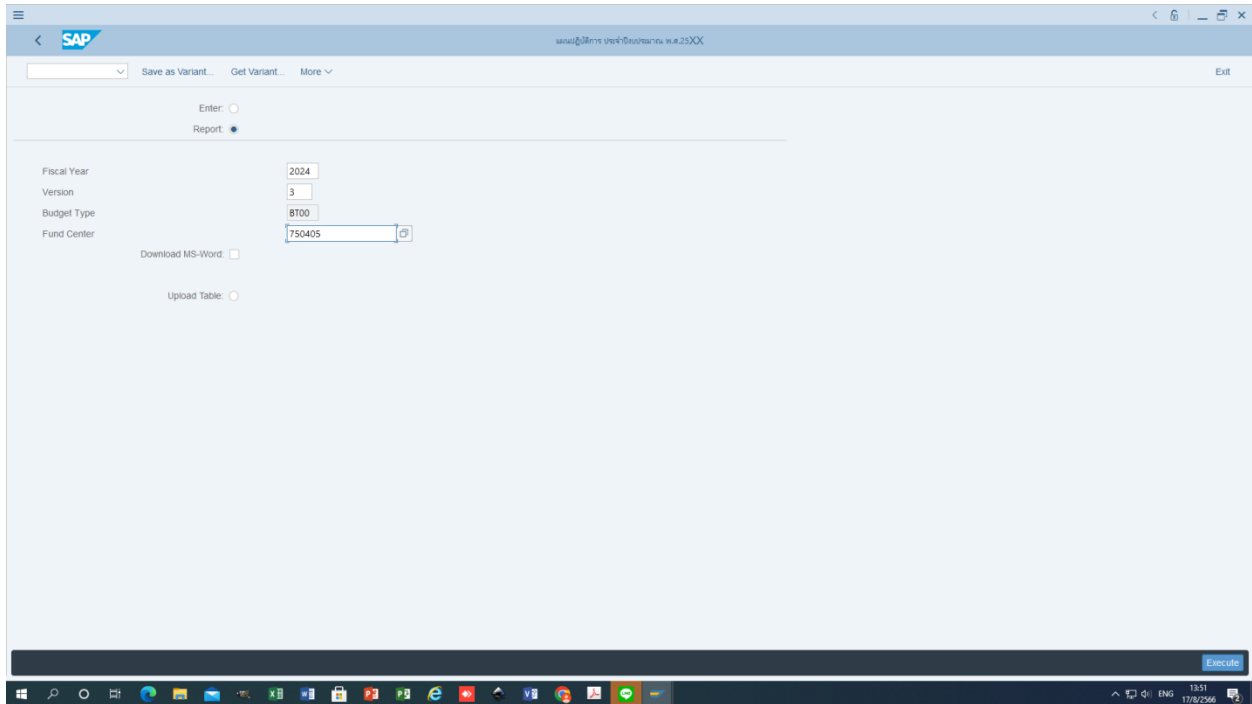 SAP
แผนปฏิบัติการ ประจำปีงบประมาณ พ.ศ.25XX
Save as Variant... Get Variant... More Exit
Enter:
Report:
Fiscal Year 2024
Version 3
Budget Type BT00
Fund Center 750405
Download MS-Word:
Upload Table:
Execute
ENG 13:51
17/8/2566